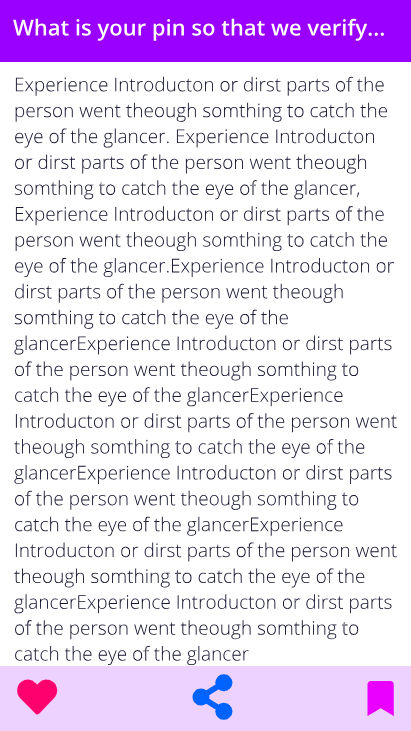 What is your pin so that we verify...
Experience Introducton or dirst parts of the
person went theough somthing to catch the
eye of the glancer. Experience Introducton
or dirst parts of the person went theough
somthing to catch the eye of the glancer,
Experience Introducton or dirst parts of the
person went theough somthing to catch the
eye of the glancer.Experience Introducton or
dirst parts of the person went theough
somthing to catch the eye of the
glancerExperience Introducton or dirst parts
of the person went theough somthing to
catch the eye of the glancerExperience
Introducton or dirst parts of the person went
theough somthing to catch the eye of the
glancerExperience Introducton or dirst parts
of the person went theough somthing to
catch the eye of the glancerExperience
Introducton or dirst parts of the person went
theough somthing to catch the eye of the
glancerExperience Introducton or dirst parts
of the person went theough somthing to
catch the eye of the glancer